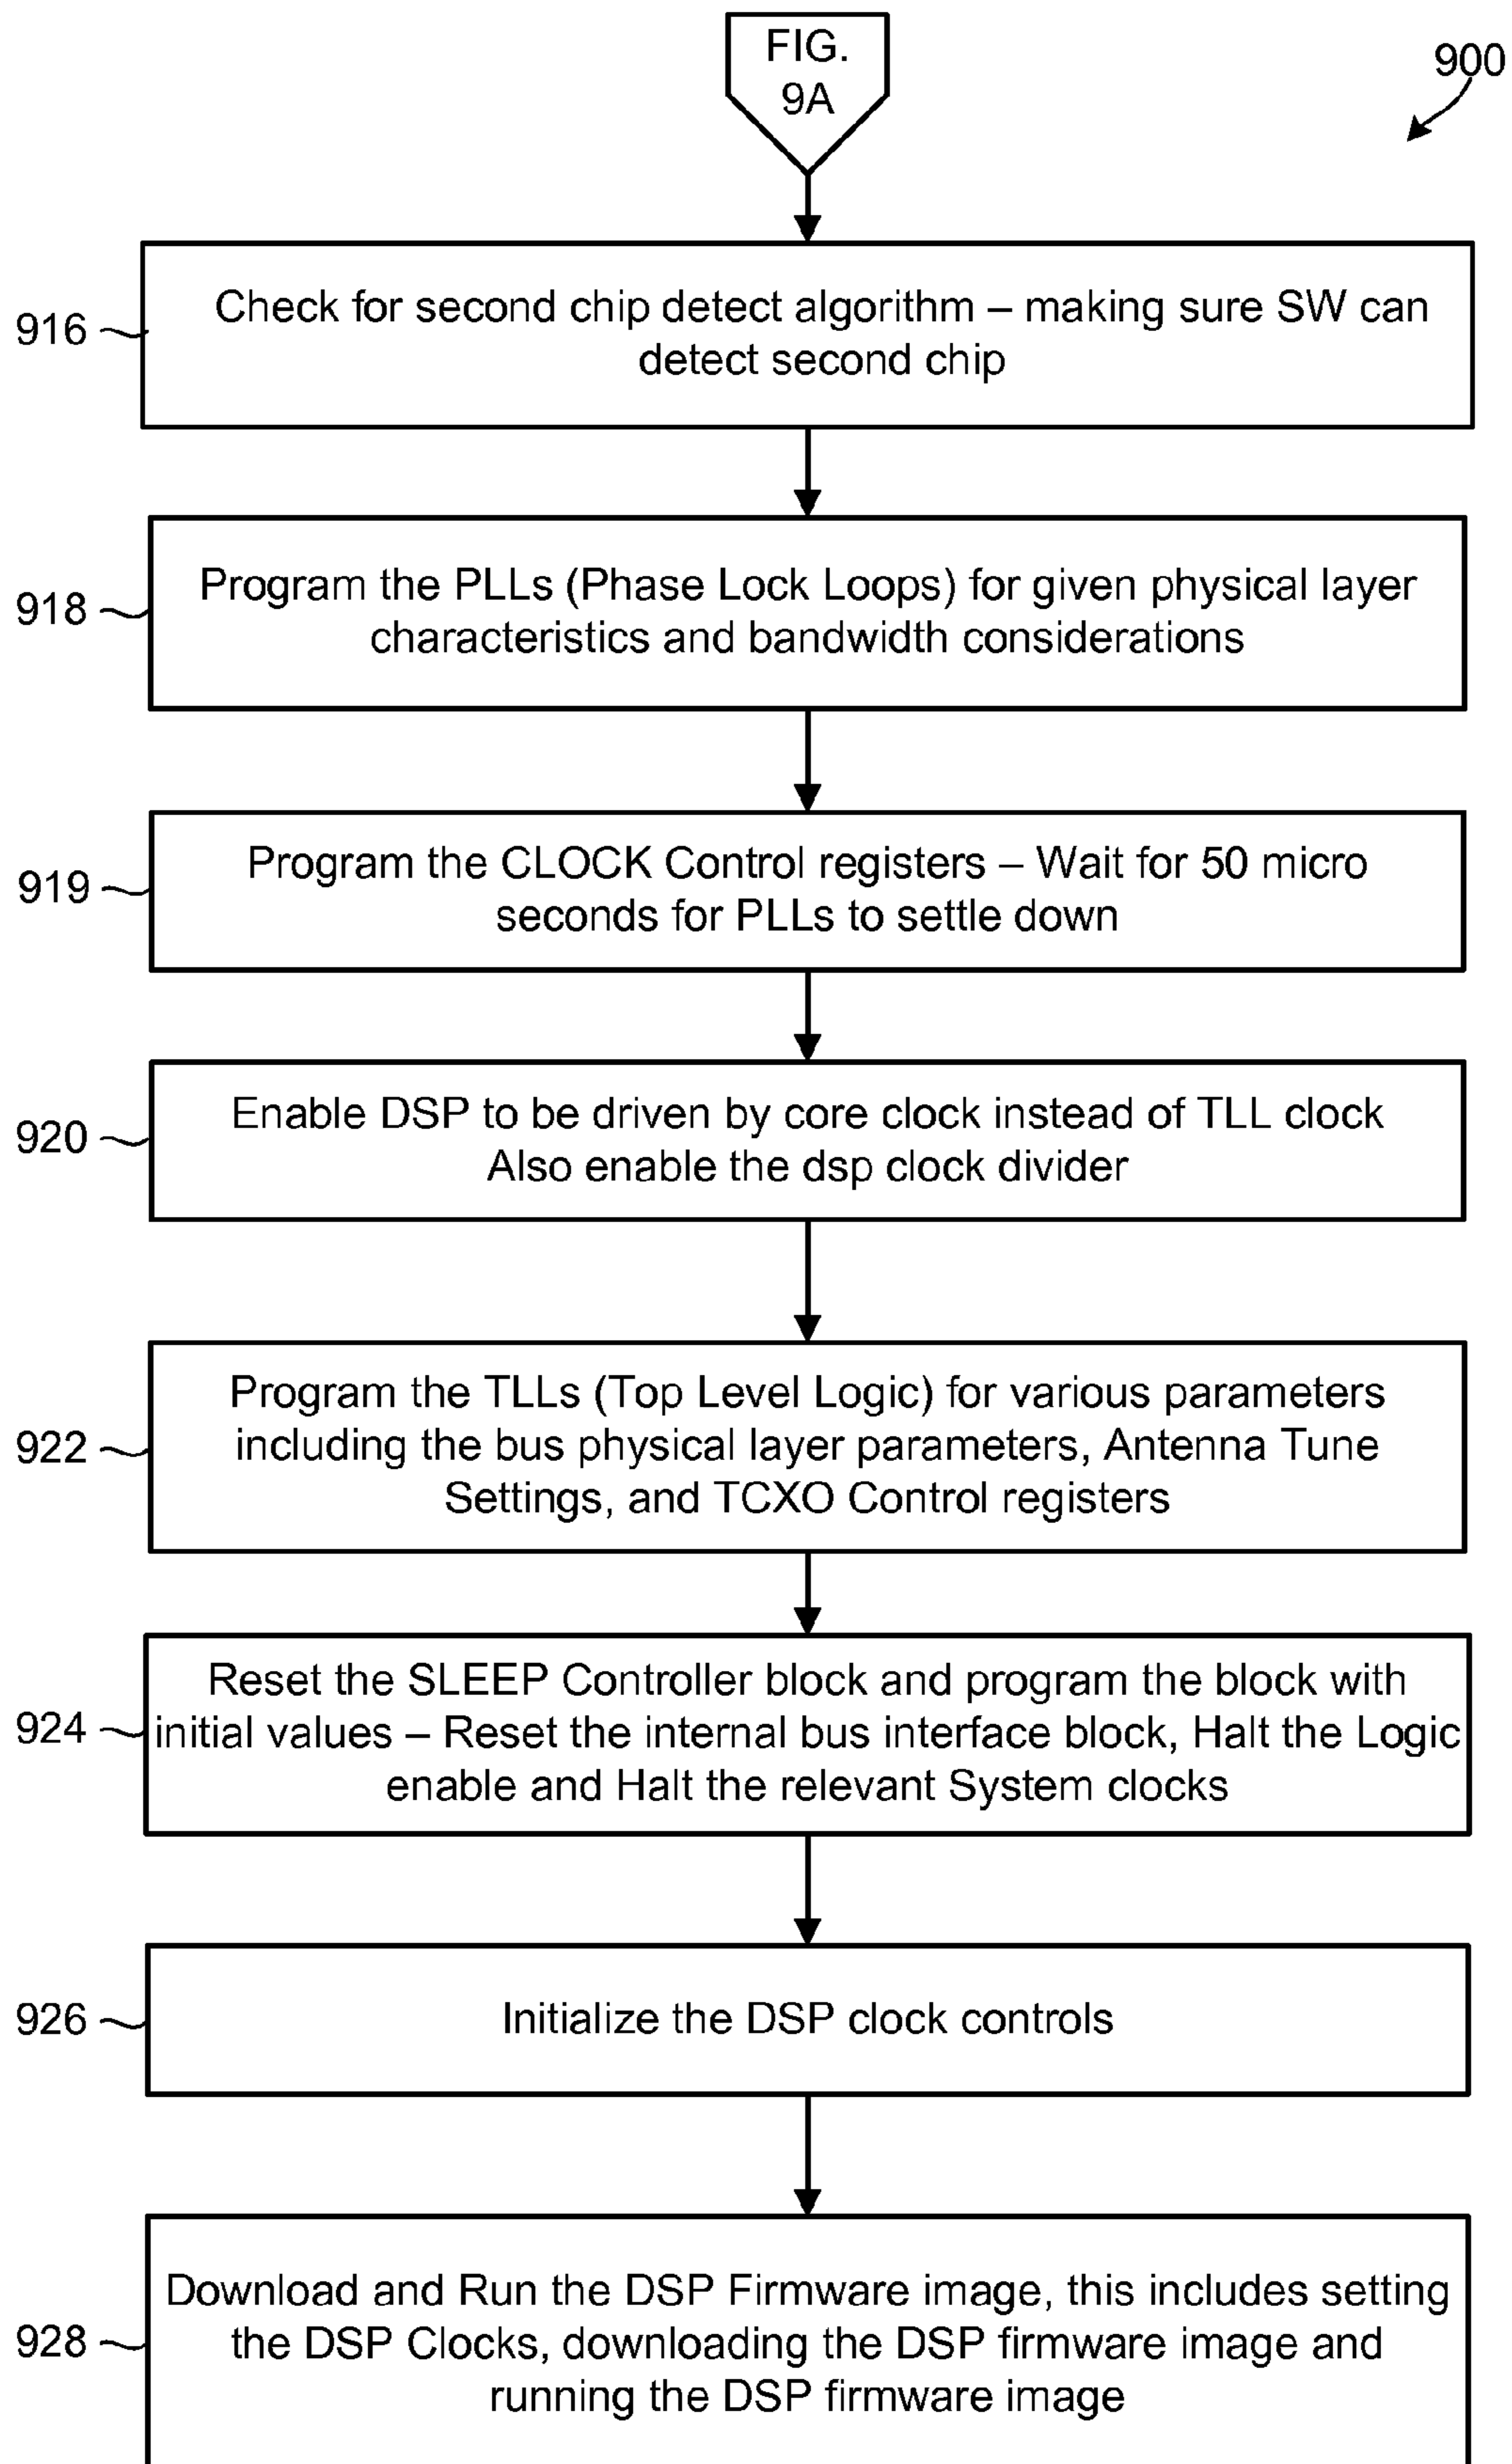 FIG.
9A
900
916
Check for second chip detect algorithm – making sure SW can
detect second chip
918
Program the PLLs (Phase Lock Loops) for given physical layer
characteristics and bandwidth considerations
919
Program the CLOCK Control registers – Wait for 50 micro
seconds for PLLs to settle down
920
Enable DSP to be driven by core clock instead of TLL clock
Also enable the dsp clock divider
922
Program the TLLs (Top Level Logic) for various parameters
including the bus physical layer parameters, Antenna Tune
Settings, and TCXO Control registers
924
Reset the SLEEP Controller block and program the block with
initial values – Reset the internal bus interface block, Halt the Logic
enable and Halt the relevant System clocks
926
Initialize the DSP clock controls
928
Download and Run the DSP Firmware image, this includes setting
the DSP Clocks, downloading the DSP firmware image and
running the DSP firmware image